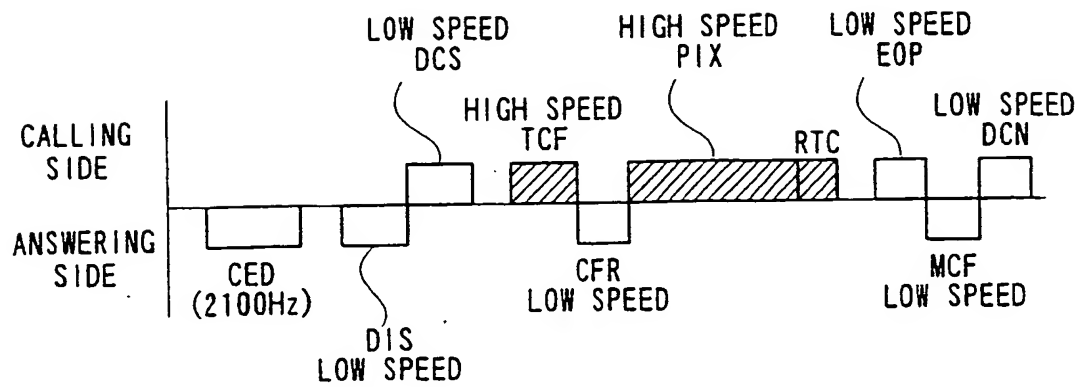 LOW SPEED
DCS
HIGH SPEED
PIX
LOW SPEED
EOP
HIGH SPEED
TCF
RTC
LOW SPEED
DCN
CALLING
SIDE
ANSWERING
SIDE
CED
(2100Hz)
DIS
LOW SPEED
CFR
LOW SPEED
MCF
LOW SPEED